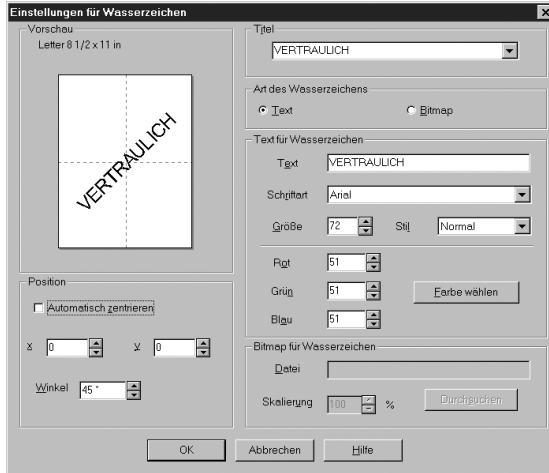 Einstellungen für Wasserzeichen
Vorschau
Letter 8 1/2 x 11 in
VERTRAULICH
Position
Automatisch zentrieren
x 0 y 0
Winkel 45 °
Titel
VERTRAULICH
Art des Wasserzeichens
Text Bitmap
Text für Wasserzeichen
Text VERTRAULICH
Schriftart Arial
Größe 72 Stil Normal
Rot 51
Grün 51 Farbe wählen
Blau 51
Bitmap für Wasserzeichen
Datei
Skalierung 100 % Durchsuchen
OK Abbrechen Hilfe